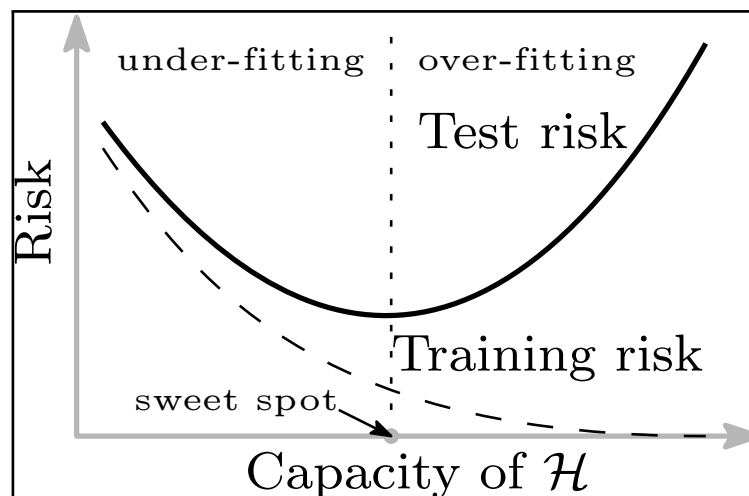 under-fitting
over-fitting
Test risk
Risk
Training risk
sweet spot
Capacity of ℋ